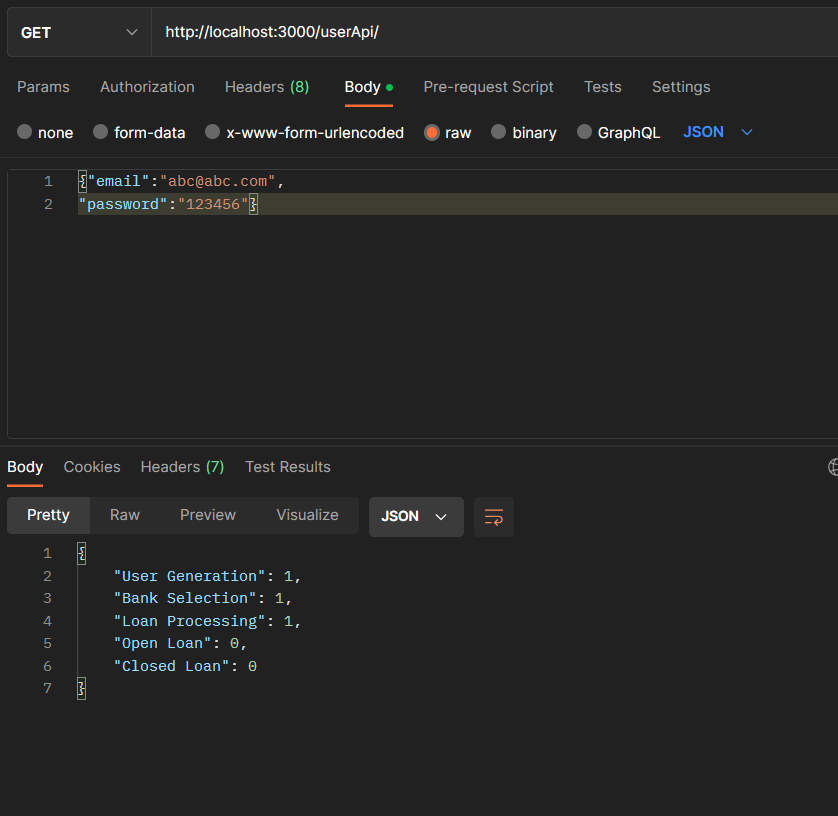 GET http://localhost:3000/userApi/
Params Authorization Headers (8) Body Pre-request Script Tests Settings
none form-data x-www-form-urlencoded raw binary GraphQL JSON
1 {"email":"abc@abc.com",
2 "password":"123456"}
Body Cookies Headers (7) Test Results
Pretty Raw Preview Visualize JSON
1 {
2 "User Generation": 1,
3 "Bank Selection": 1,
4 "Loan Processing": 1,
5 "Open Loan": 0,
6 "Closed Loan": 0
7 }